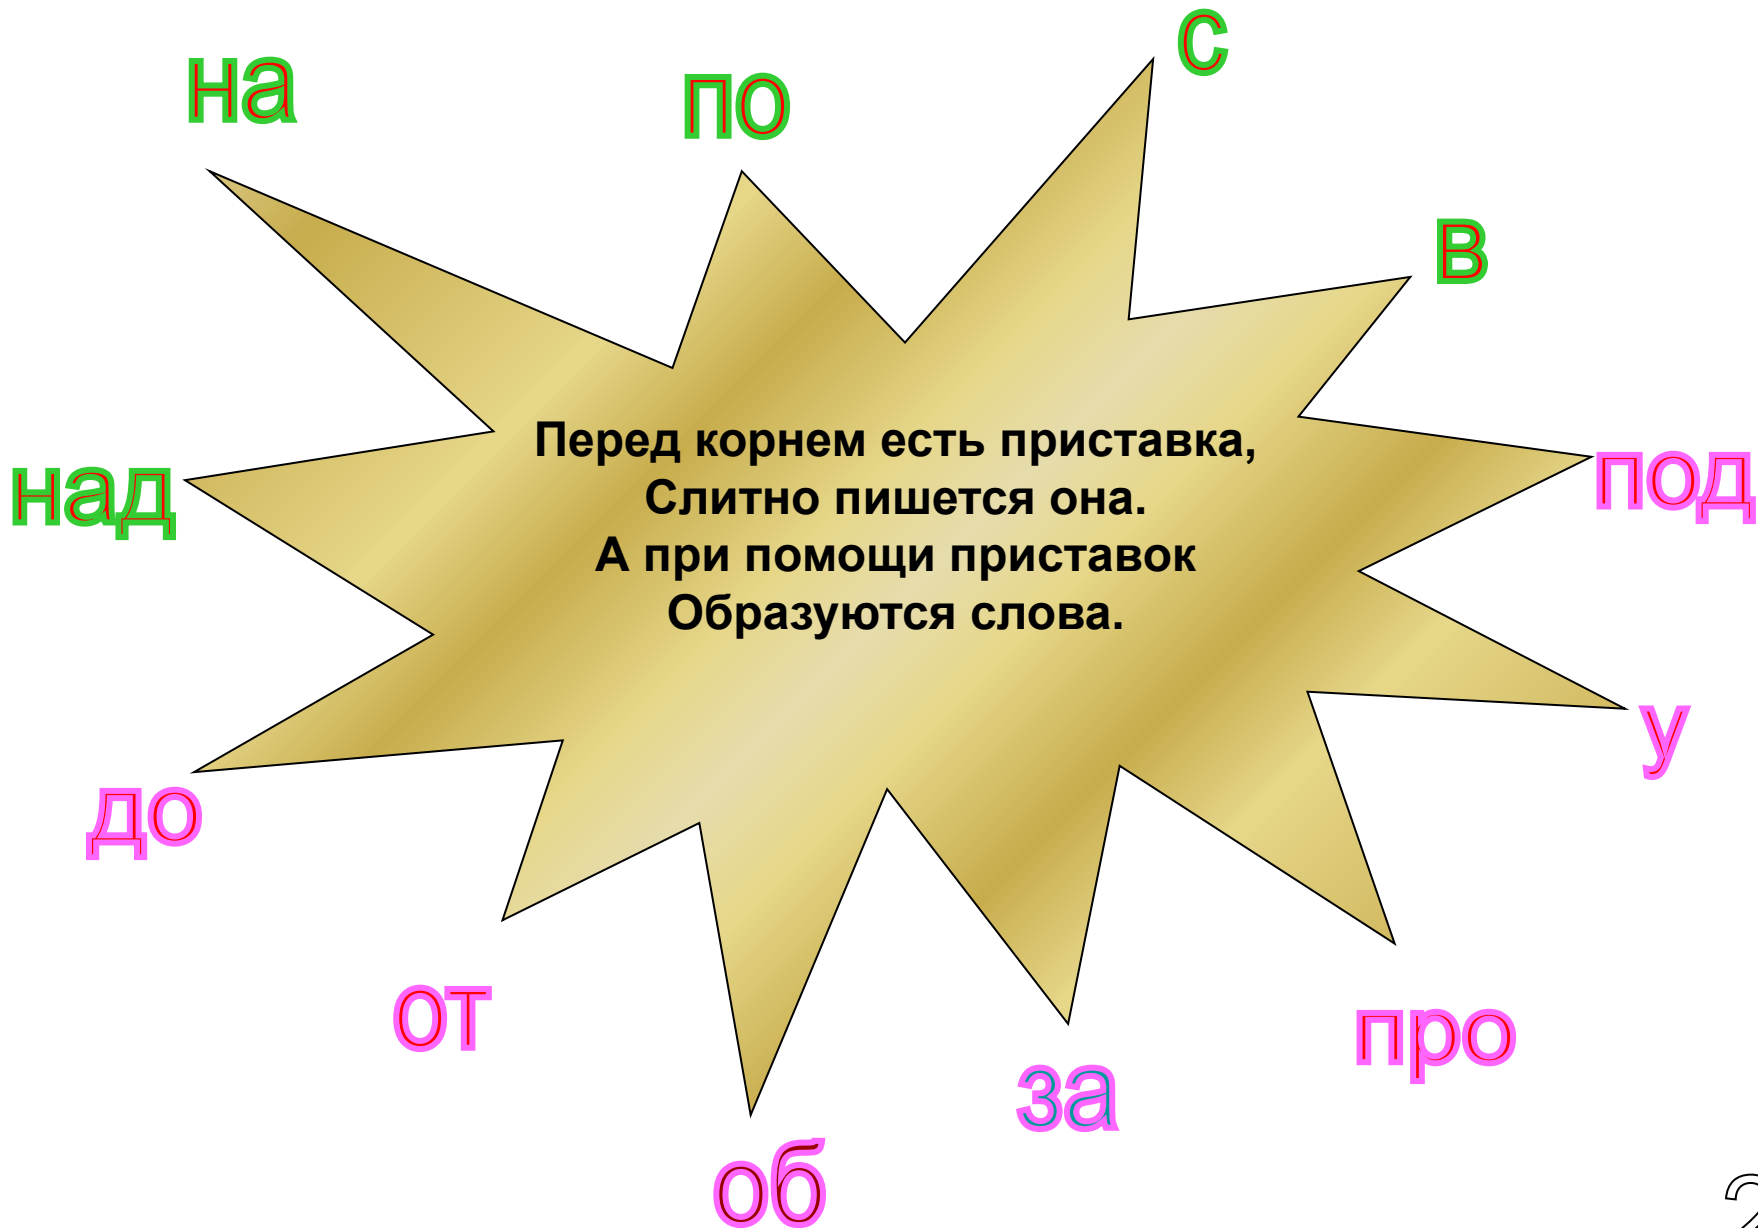 на
по
с
в
Перед корнем есть приставка,
Слитно пишется она.
А при помощи приставок
Образуются слова.
над
под
у
до
от
про
за
об
2